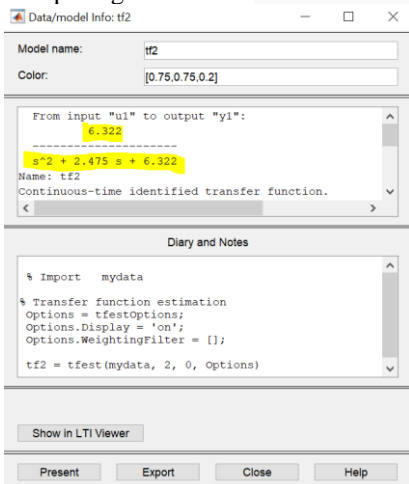 Data/model Info: tf2
Model name: tf2
Color: [0.75,0.75,0.2]
From input "u1" to output "y1":
6.322
---------------------
s^2 + 2.475 s + 6.322
Name: tf2
Continuous-time identified transfer function.
Diary and Notes
% Import   mydata
% Transfer function estimation
Options = tfestOptions;
Options.Display = 'on';
Options.WeightingFilter = [];
tf2 = tfest(mydata, 2, 0, Options)
Show in LTI Viewer
Present Export Close Help